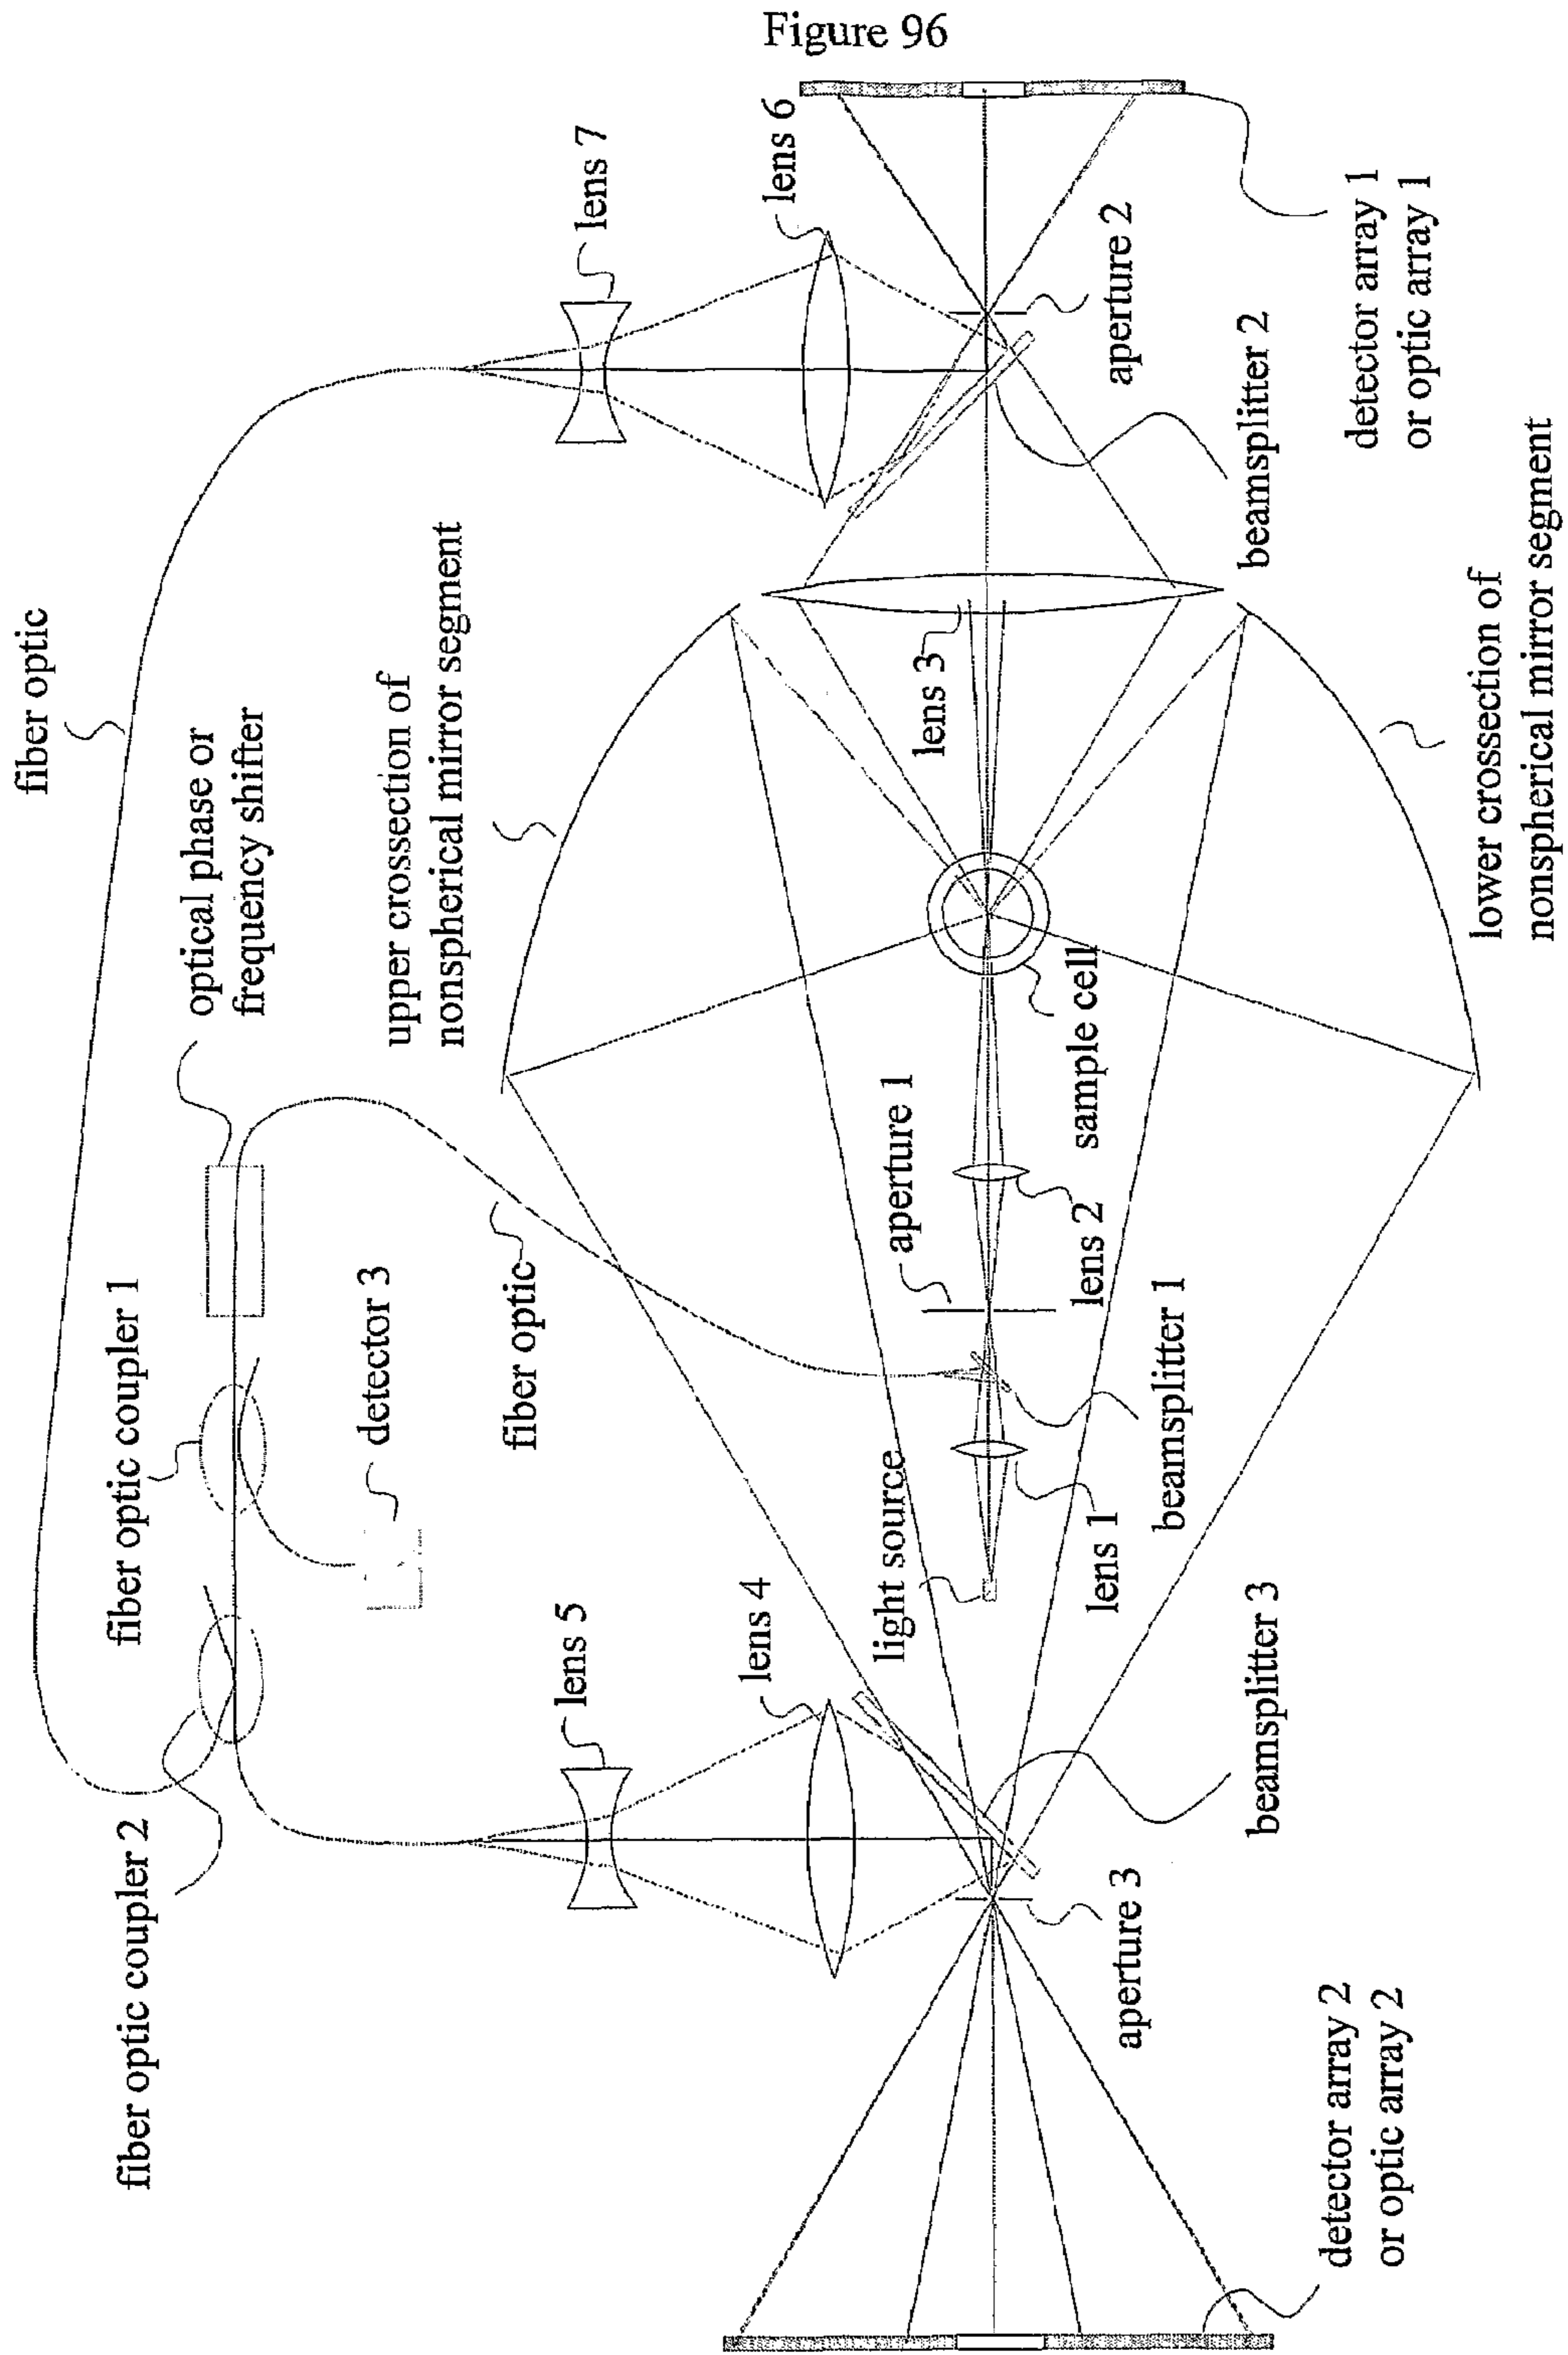 Figure 96
fiber optic
lens 7
lens 6
optical phase or
frequency shifter
upper crossection of
nonspherical mirror segment
aperture 2
detector array 1
or optic array 1
beamsplitter 2
lens 3
lower crossection of
nonspherical mirror segment
fiber optic coupler 1
detector 3
fiber optic
aperture 1
sample cell
lens 2
beamsplitter 1
lens 1
light source
fiber optic coupler 2
lens 5
lens 4
beamsplitter 3
aperture 3
detector array 2
or optic array 2